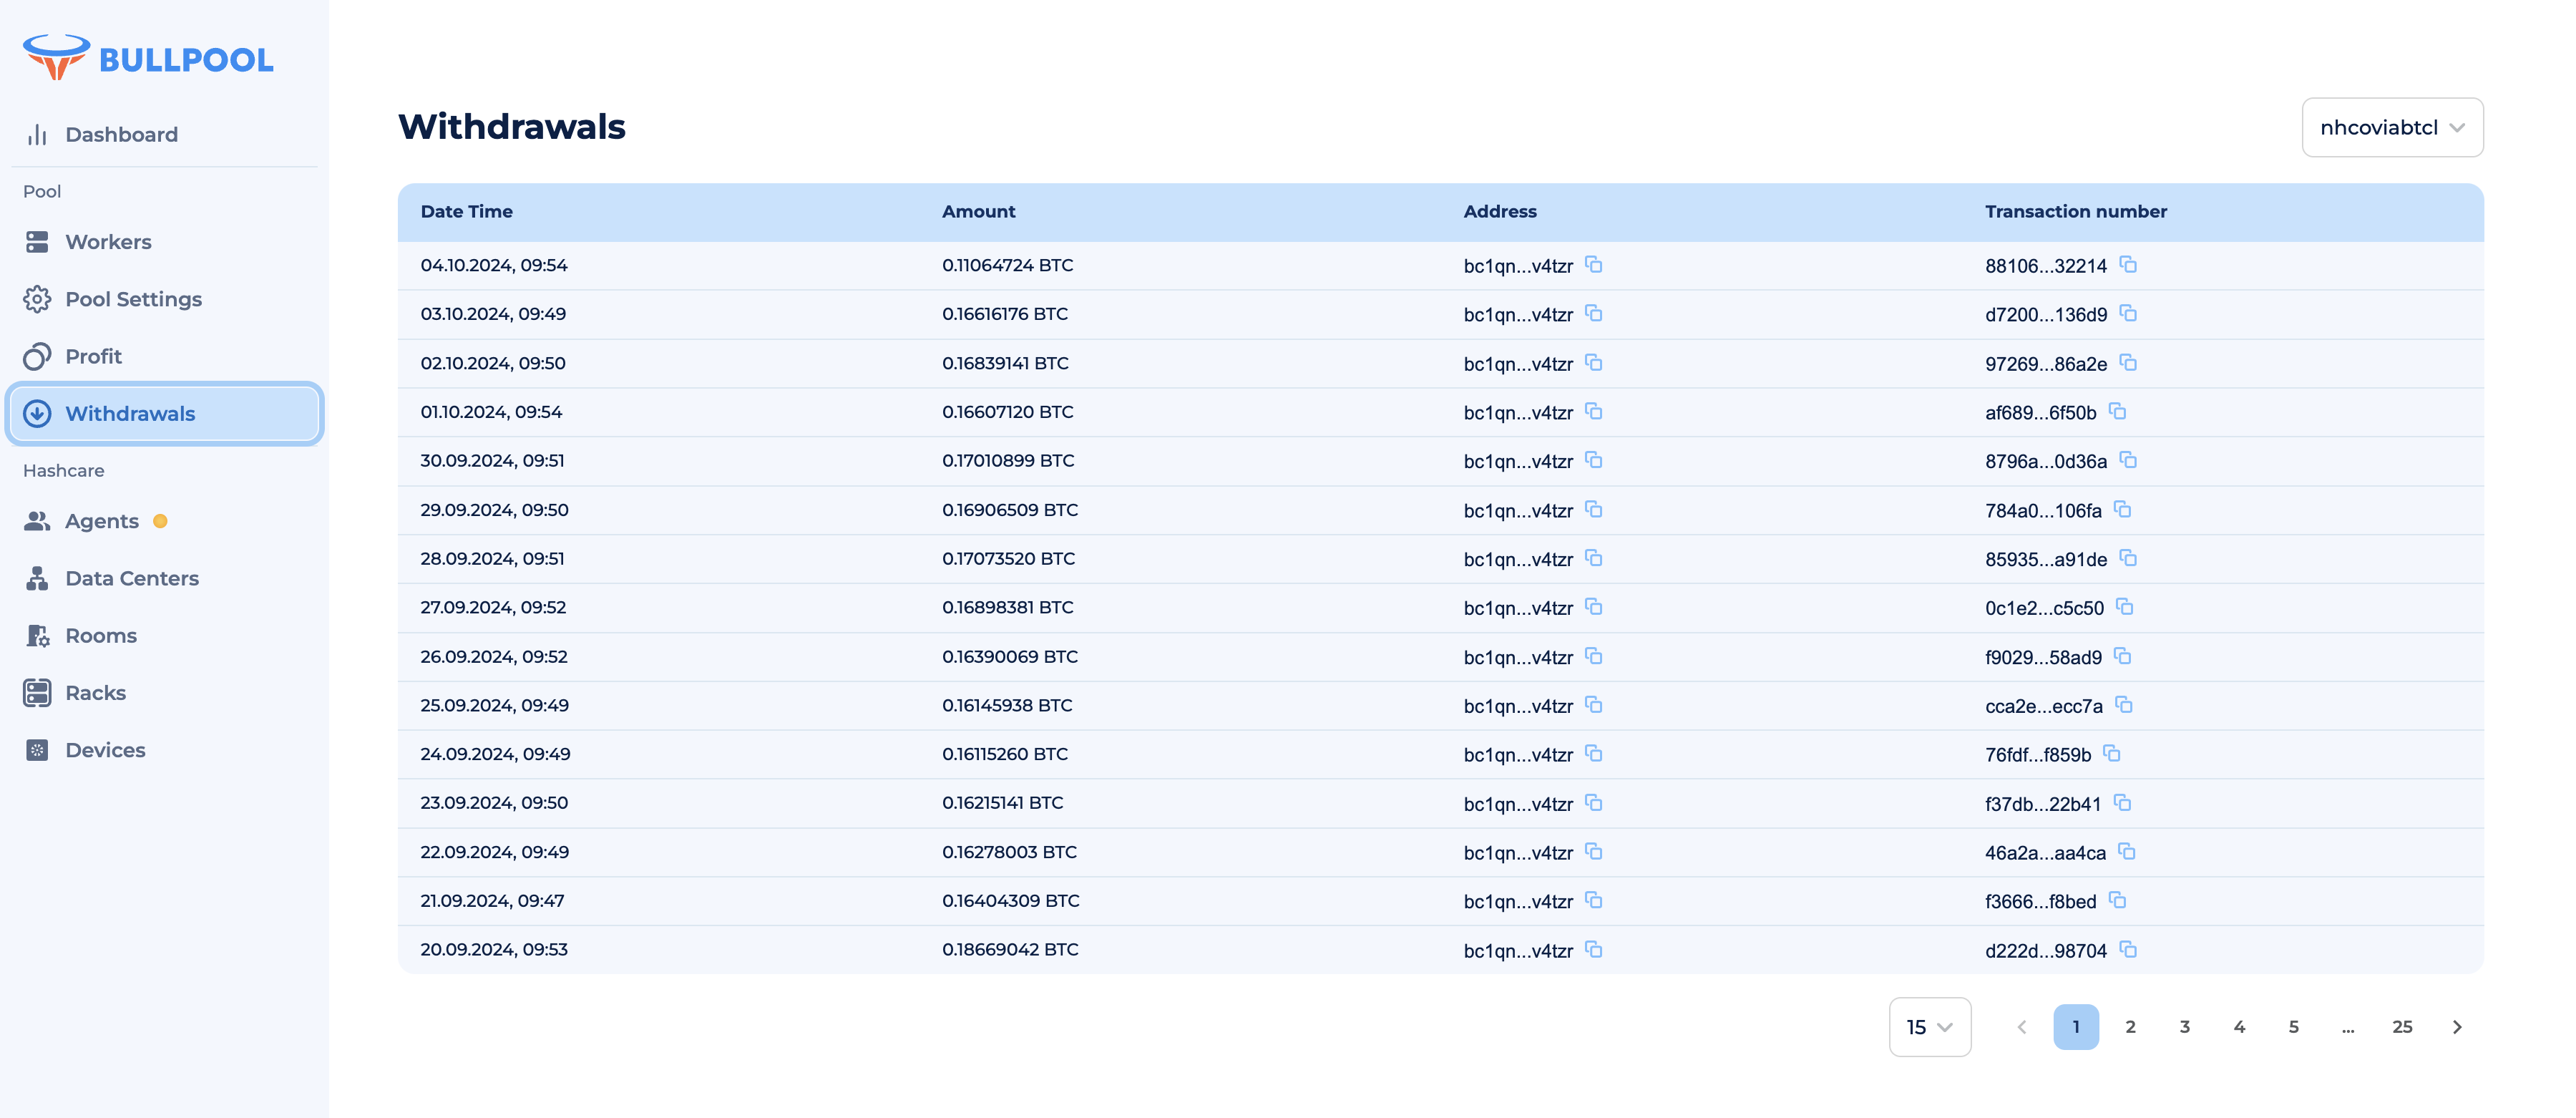 BULLPOOL
Dashboard
Pool
Workers
Pool Settings
Profit
Withdrawals
Hashcare
Agents
Data Centers
Rooms
Racks
Devices
Withdrawals
nhcoviabtcl
Date Time Amount Address Transaction number
04.10.2024, 09:54 0.11064724 BTC bc1qn...v4tzr 88106...32214
03.10.2024, 09:49 0.16616176 BTC bc1qn...v4tzr d7200...136d9
02.10.2024, 09:50 0.16839141 BTC bc1qn...v4tzr 97269...86a2e
01.10.2024, 09:54 0.16607120 BTC bc1qn...v4tzr af689...6f50b
30.09.2024, 09:51 0.17010899 BTC bc1qn...v4tzr 8796a...0d36a
29.09.2024, 09:50 0.16906509 BTC bc1qn...v4tzr 784a0...106fa
28.09.2024, 09:51 0.17073520 BTC bc1qn...v4tzr 85935...a91de
27.09.2024, 09:52 0.16898381 BTC bc1qn...v4tzr 0c1e2...c5c50
26.09.2024, 09:52 0.16390069 BTC bc1qn...v4tzr f9029...58ad9
25.09.2024, 09:49 0.16145938 BTC bc1qn...v4tzr cca2e...ecc7a
24.09.2024, 09:49 0.16115260 BTC bc1qn...v4tzr 76fdf...f859b
23.09.2024, 09:50 0.16215141 BTC bc1qn...v4tzr f37db...22b41
22.09.2024, 09:49 0.16278003 BTC bc1qn...v4tzr 46a2a...aa4ca
21.09.2024, 09:47 0.16404309 BTC bc1qn...v4tzr f3666...f8bed
20.09.2024, 09:53 0.18669042 BTC bc1qn...v4tzr d222d...98704
15 1 2 3 4 5 ... 25